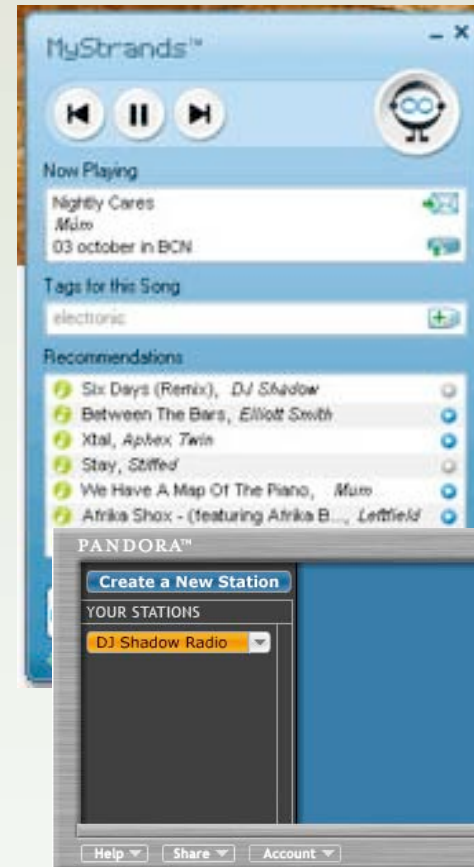 MyStrands™
Now Playing
Nightly Cares
Múm
03 october in BCN
Tags for this Song
electronic
Recommendations
Six Days (Remix), DJ Shadow
Between The Bars, Elliott Smith
Xtal, Aphex Twin
Stay, Stiffed
We Have A Map Of The Piano, Mum
Afrika Shox - (featuring Afrika B..., Leftfield
PANDORA™
Create a New Station
YOUR STATIONS
DJ Shadow Radio
Help Share Account